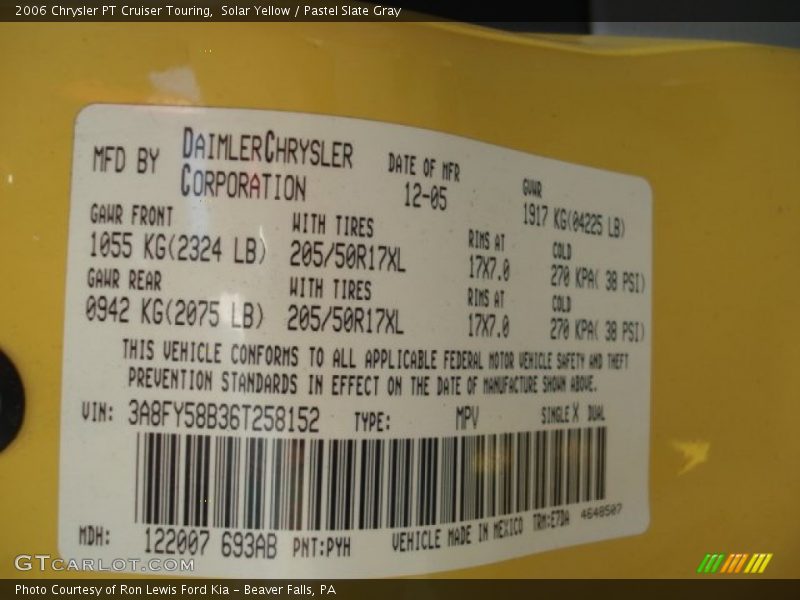 2006 Chrysler PT Cruiser Touring,  Solar Yellow / Pastel Slate Gray
MFD BY DAIMLERCHRYSLER CORPORATION
DATE OF MFR 12-05
GVWR 1917 KG(04225 LB)
GAWR FRONT WITH TIRES RIMS AT COLD
1055 KG(2324 LB) 205/50R17XL 17X7.0 270 KPA( 38 PSI)
GAWR REAR WITH TIRES RIMS AT COLD
0942 KG(2075 LB) 205/50R17XL 17X7.0 270 KPA( 38 PSI)
THIS VEHICLE CONFORMS TO ALL APPLICABLE FEDERAL MOTOR VEHICLE SAFETY AND THEFT
PREVENTION STANDARDS IN EFFECT ON THE DATE OF MANUFACTURE SHOWN ABOVE.
VIN: 3A8FY58B36T258152 TYPE: MPV SINGLE X DUAL
MDH: 122007 693AB PNT:PYH VEHICLE MADE IN MEXICO TRM:E7DA 4648507
GTCARLOT.COM
Photo Courtesy of Ron Lewis Ford Kia - Beaver Falls, PA